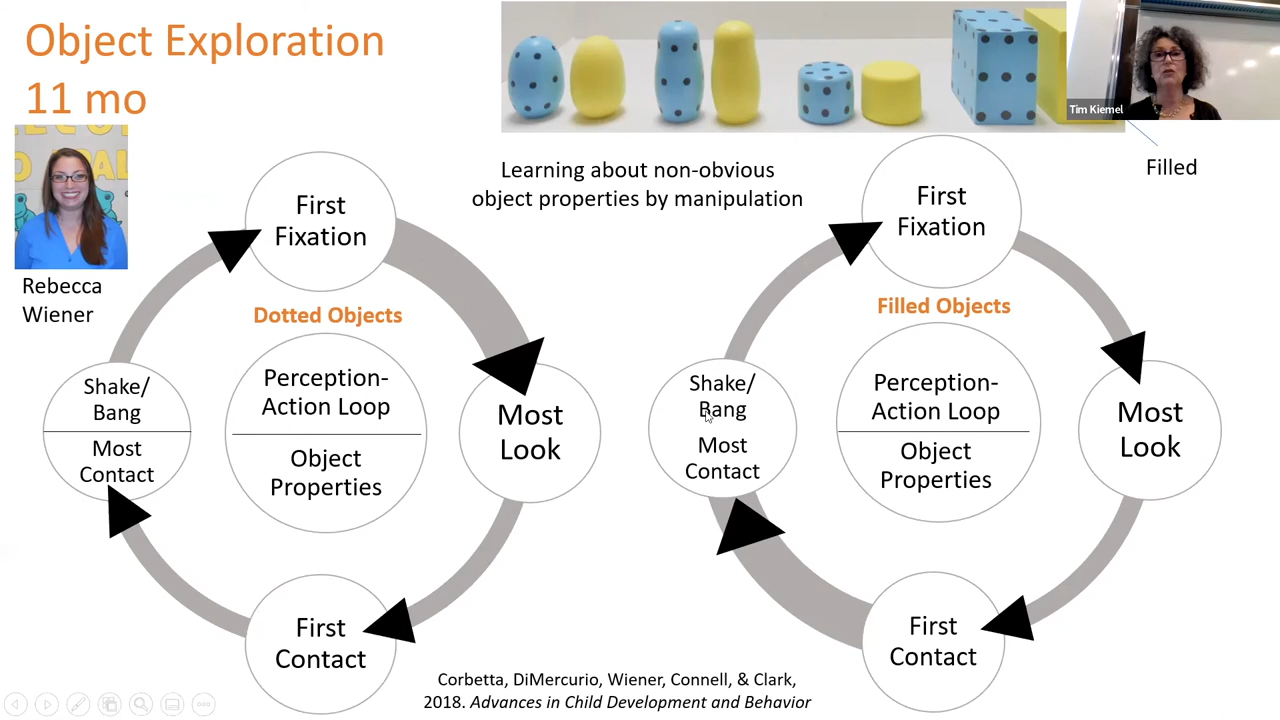 Object Exploration
11 mo
Tim Kiemel
Filled
Rebecca
Wiener
Learning about non-obvious
object properties by manipulation
First
Fixation
Dotted Objects
Perception-
Action Loop
Object
Properties
Most
Look
First
Contact
Shake/
Bang
Most
Contact
First
Fixation
Filled Objects
Perception-
Action Loop
Object
Properties
Most
Look
First
Contact
Shake/
Bang
Most
Contact
Corbetta, DiMercurio, Wiener, Connell, & Clark,
2018. Advances in Child Development and Behavior